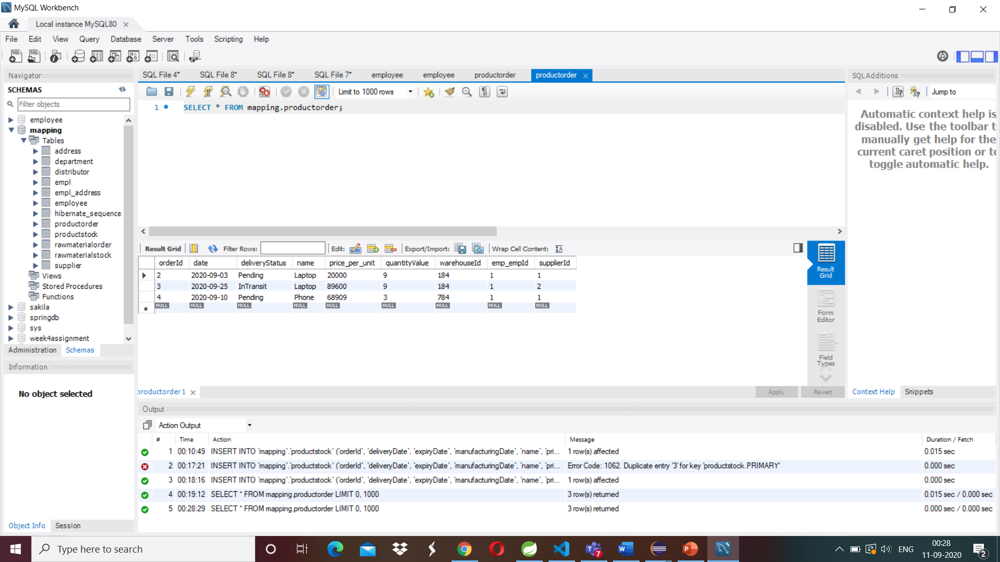 MySQL Workbench
Local instance MySQL80
File Edit View Query Database Server Tools Scripting Help
Navigator
SCHEMAS
Filter objects
employee
mapping
Tables
address
department
distributor
empl
empl_address
employee
hibernate_sequence
productorder
productstock
rawmaterialorder
rawmaterialstock
supplier
Views
Stored Procedures
Functions
sakila
springdb
sys
week4assignment
Administration Schemas
Information
No object selected
Object Info Session
SQL File 4* SQL File 8* SQL File 8* SQL File 7* employee employee productorder productorder
Limit to 1000 rows
1 SELECT * FROM mapping.productorder;
Result Grid Filter Rows: Edit: Export/Import: Wrap Cell Content:
orderId date deliveryStatus name price_per_unit quantityValue warehouseId emp_empId supplierId
2 2020-09-03 Pending Laptop 20000 9 184 1 1
3 2020-09-25 InTransit Laptop 89600 9 184 1 2
4 2020-09-10 Pending Phone 68909 3 784 1 1
NULL NULL NULL NULL NULL NULL NULL NULL NULL
Result Grid
Form Editor
Field Types
productorder 1
Apply Revert
SQLAdditions
Jump to
Automatic context help is
disabled. Use the toolbar t
manually get help for the
current caret position or to
toggle automatic help.
Context Help Snippets
Output
Action Output
# Time Action Message Duration / Fetch
1 00:10:49 INSERT INTO `mapping`.`productstock` (`orderId`, `deliveryDate`, `expiryDate`, `manufacturingDate`, `name`, `pri... 1 row(s) affected 0.015 sec
2 00:17:21 INSERT INTO `mapping`.`productstock` (`orderId`, `deliveryDate`, `expiryDate`, `manufacturingDate`, `name`, `pri... Error Code: 1062. Duplicate entry '3' for key 'productstock.PRIMARY' 0.000 sec
3 00:18:16 INSERT INTO `mapping`.`productstock` (`orderId`, `deliveryDate`, `expiryDate`, `manufacturingDate`, `name`, `pri... 1 row(s) affected 0.000 sec
4 00:19:12 SELECT * FROM mapping.productorder LIMIT 0, 1000 3 row(s) returned 0.015 sec / 0.000 sec
5 00:28:29 SELECT * FROM mapping.productorder LIMIT 0, 1000 3 row(s) returned 0.000 sec / 0.000 sec
Type here to search
7
ENG
00:28
11-09-2020
2